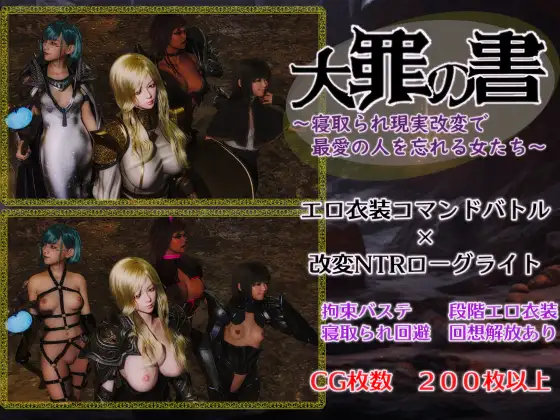 大罪の書
～寝取られ現実改変で
最愛の人を忘れる女たち～
エロ衣装コマンドバトル
×
改変NTRローグライト
拘束バステ　段階エロ衣装
寝取られ回避　回想解放あり
CG枚数　２００枚以上